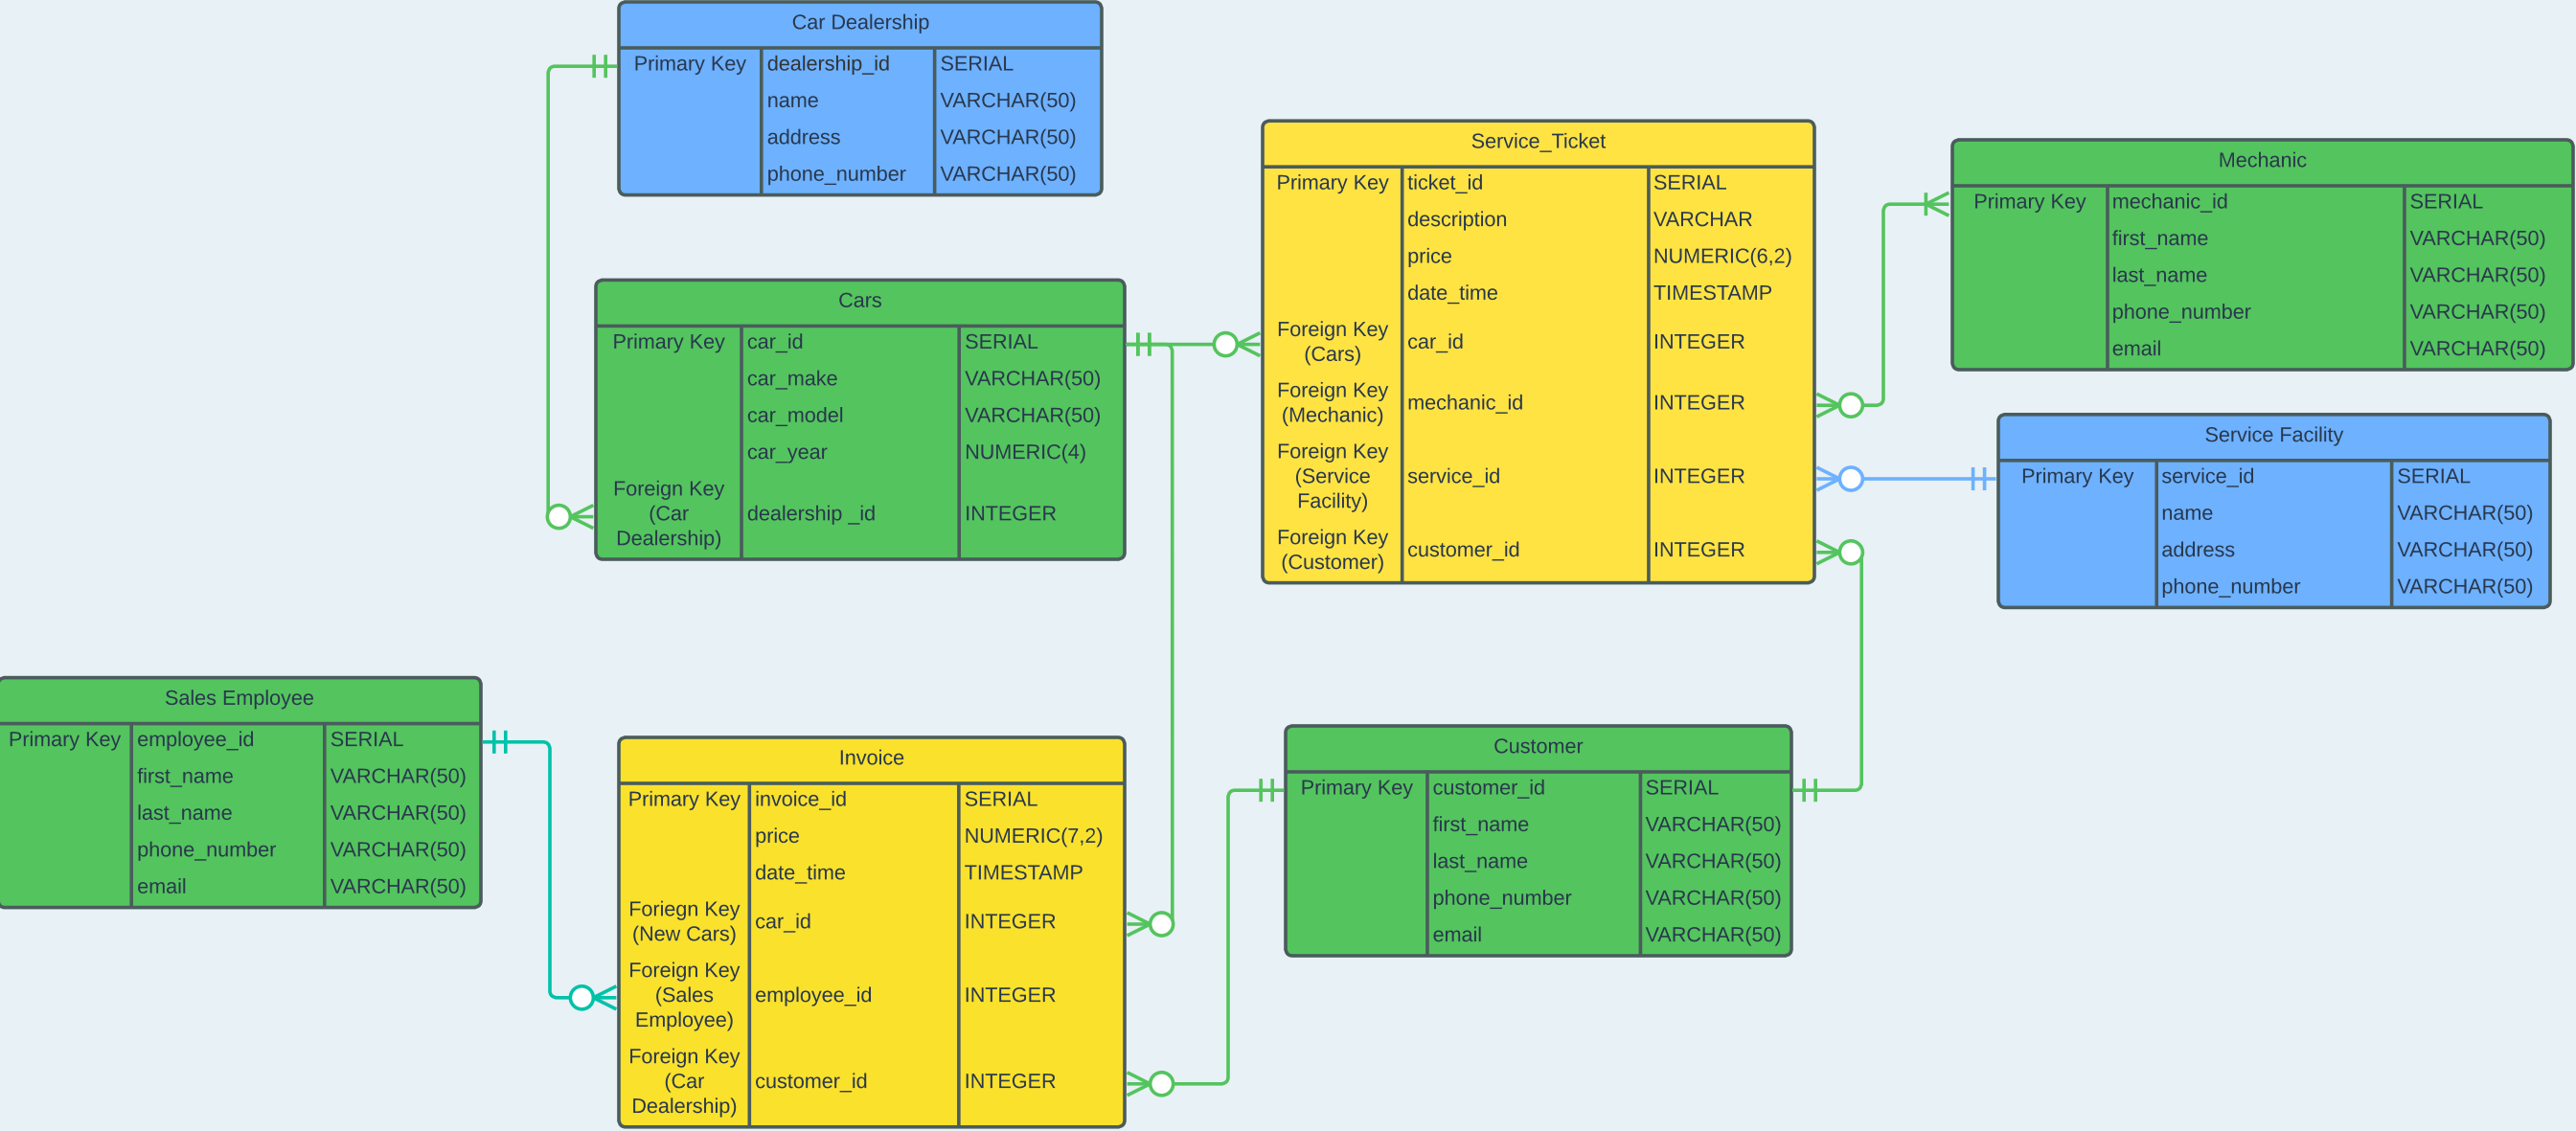 Car Dealership
Primary Key dealership_id SERIAL
name VARCHAR(50)
address VARCHAR(50)
phone_number VARCHAR(50)
Cars
Primary Key car_id SERIAL
car_make VARCHAR(50)
car_model VARCHAR(50)
car_year NUMERIC(4)
Foreign Key
(Car
Dealership)
dealership _id INTEGER
Service_Ticket
Primary Key ticket_id SERIAL
description VARCHAR
price NUMERIC(6,2)
date_time TIMESTAMP
Foreign Key
(Cars)
car_id INTEGER
Foreign Key
(Mechanic)
mechanic_id INTEGER
Foreign Key
(Service
Facility)
service_id INTEGER
Foreign Key
(Customer)
customer_id INTEGER
Mechanic
Primary Key mechanic_id SERIAL
first_name VARCHAR(50)
last_name VARCHAR(50)
phone_number VARCHAR(50)
email VARCHAR(50)
Service Facility
Primary Key service_id SERIAL
name VARCHAR(50)
address VARCHAR(50)
phone_number VARCHAR(50)
Sales Employee
Primary Key employee_id SERIAL
first_name VARCHAR(50)
last_name VARCHAR(50)
phone_number VARCHAR(50)
email VARCHAR(50)
Invoice
Primary Key invoice_id SERIAL
price NUMERIC(7,2)
date_time TIMESTAMP
Foriegn Key
(New Cars)
car_id INTEGER
Foreign Key
(Sales
Employee)
employee_id INTEGER
Foreign Key
(Car
Dealership)
customer_id INTEGER
Customer
Primary Key customer_id SERIAL
first_name VARCHAR(50)
last_name VARCHAR(50)
phone_number VARCHAR(50)
email VARCHAR(50)